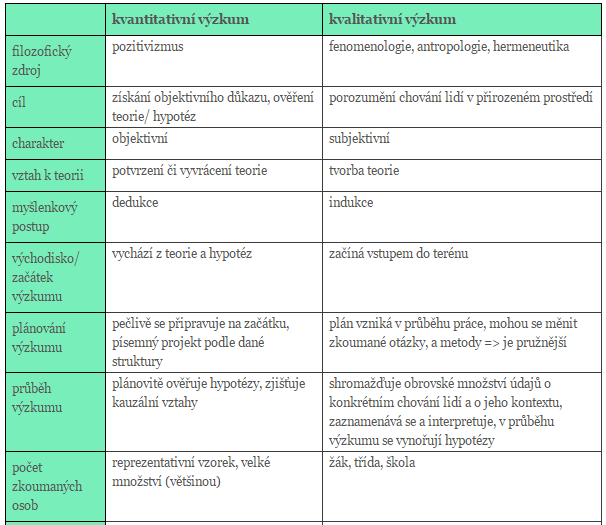 kvantitativní výzkum
kvalitativní výzkum
filozofický
zdroj
pozitivizmus
fenomenologie, antropologie, hermeneutika
cíl
získání objektivního důkazu, ověření
teorie/ hypotéz
porozumění chování lidí v přirozeném prostředí
charakter
objektivní
subjektivní
vztah k teorii
potvrzení či vyvrácení teorie
tvorba teorie
myšlenkový
postup
dedukce
indukce
východisko/
začátek
výzkumu
vychází z teorie a hypotéz
začíná vstupem do terénu
plánování
výzkumu
pečlivě se připravuje na začátku,
písemný projekt podle dané
struktury
plán vzniká v průběhu práce, mohou se měnit
zkoumané otázky, a metody => je pružnější
průběh
výzkumu
plánovitě ověřuje hypotézy, zjišťuje
kauzální vztahy
shromažďuje obrovské množství údajů o
konkrétním chování lidí a o jeho kontextu,
zaznamenává se a interpretuje, v průběhu
výzkumu se vynořují hypotézy
počet
zkoumaných
osob
reprezentativní vzorek, velké
množství (většinou)
žák, třída, škola